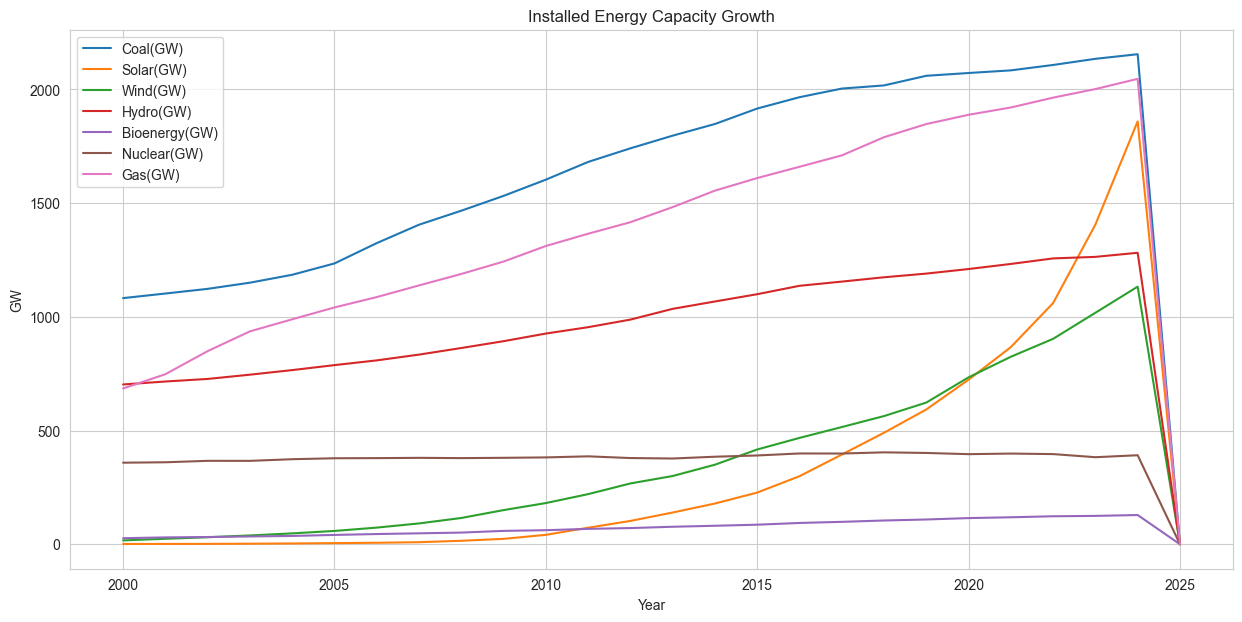 Installed Energy Capacity Growth
Coal(GW)
Solar(GW)
Wind(GW)
Hydro(GW)
Bioenergy(GW)
Nuclear(GW)
Gas(GW)
GW
2000
1500
1000
500
0
2000 2005 2010 2015 2020 2025
Year